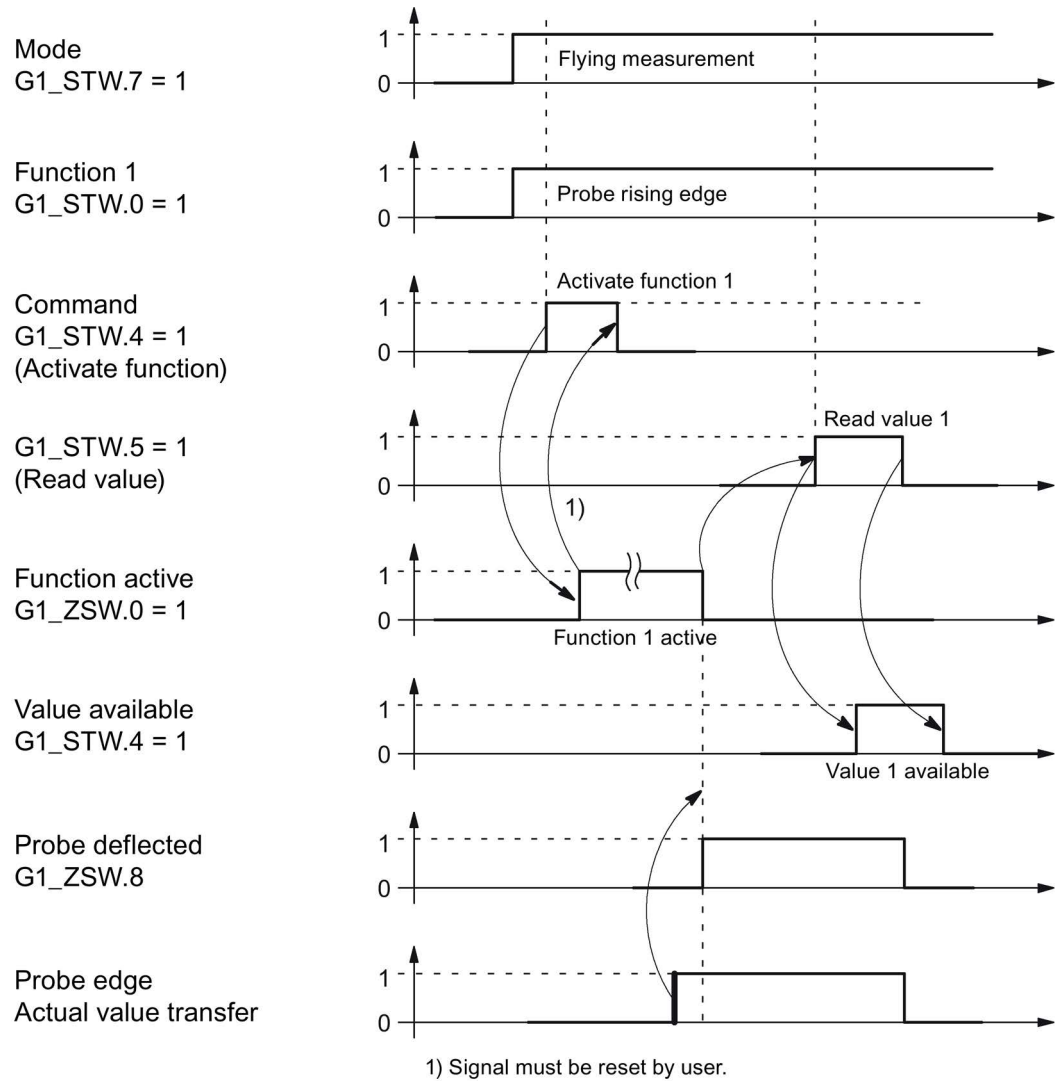 Mode
G1_STW.7 = 1
1
0
Flying measurement
Function 1
G1_STW.0 = 1
1
0
Probe rising edge
Command
G1_STW.4 = 1
(Activate function)
Activate function 1
1
0
G1_STW.5 = 1
(Read value)
Read value 1
1
0
1)
Function active
G1_ZSW.0 = 1
1
0
Function 1 active
Value available
G1_STW.4 = 1
1
0
Value 1 available
Probe deflected
G1_ZSW.8
1
0
Probe edge
Actual value transfer
1
0
1) Signal must be reset by user.